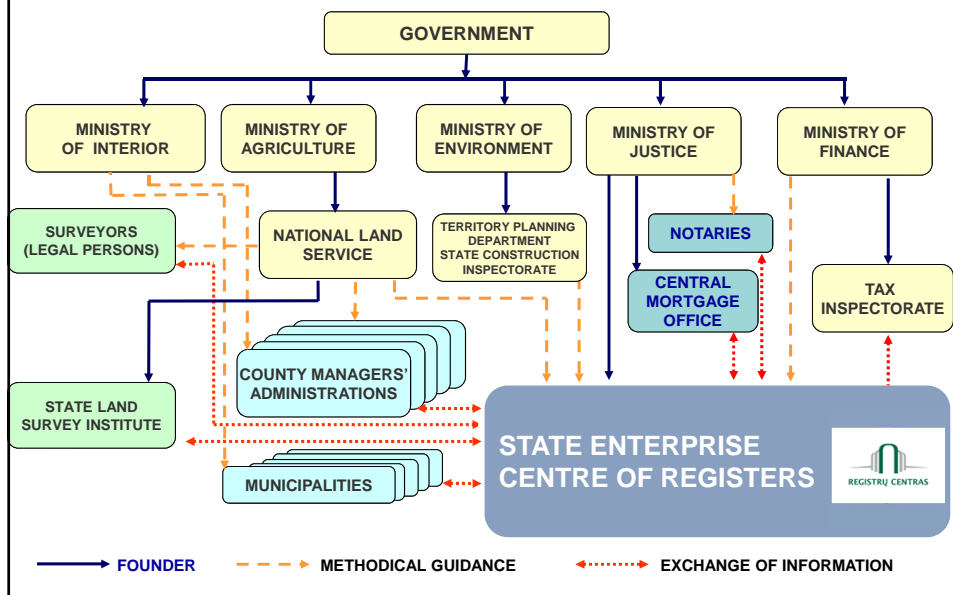 GOVERNMENT
MINISTRY
OF INTERIOR
MINISTRY OF
AGRICULTURE
MINISTRY OF
ENVIRONMENT
MINISTRY OF
JUSTICE
MINISTRY OF
FINANCE
SURVEYORS
(LEGAL PERSONS)
NATIONAL LAND
SERVICE
TERRITORY PLANNING
DEPARTMENT
STATE CONSTRUCTION
INSPECTORATE
NOTARIES
CENTRAL
MORTGAGE
OFFICE
TAX
INSPECTORATE
COUNTY MANAGERS'
ADMINISTRATIONS
STATE LAND
SURVEY INSTITUTE
MUNICIPALITIES
STATE ENTERPRISE
CENTRE OF REGISTERS
REGISTRŲ CENTRAS
FOUNDER
METHODICAL GUIDANCE
EXCHANGE OF INFORMATION